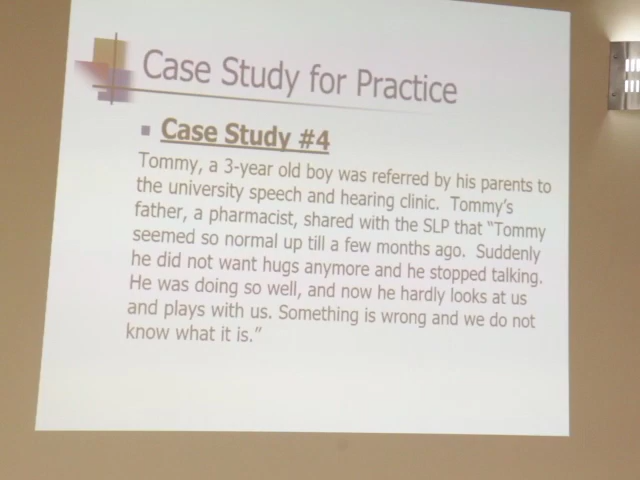 Case Study for Practice
Case Study #4
Tommy, a 3-year old boy was referred by his parents to
the university speech and hearing clinic. Tommy's
father, a pharmacist, shared with the SLP that "Tommy
seemed so normal up till a few months ago. Suddenly
he did not want hugs anymore and he stopped talking.
He was doing so well, and now he hardly looks at us
and plays with us. Something is wrong and we do not
know what it is."